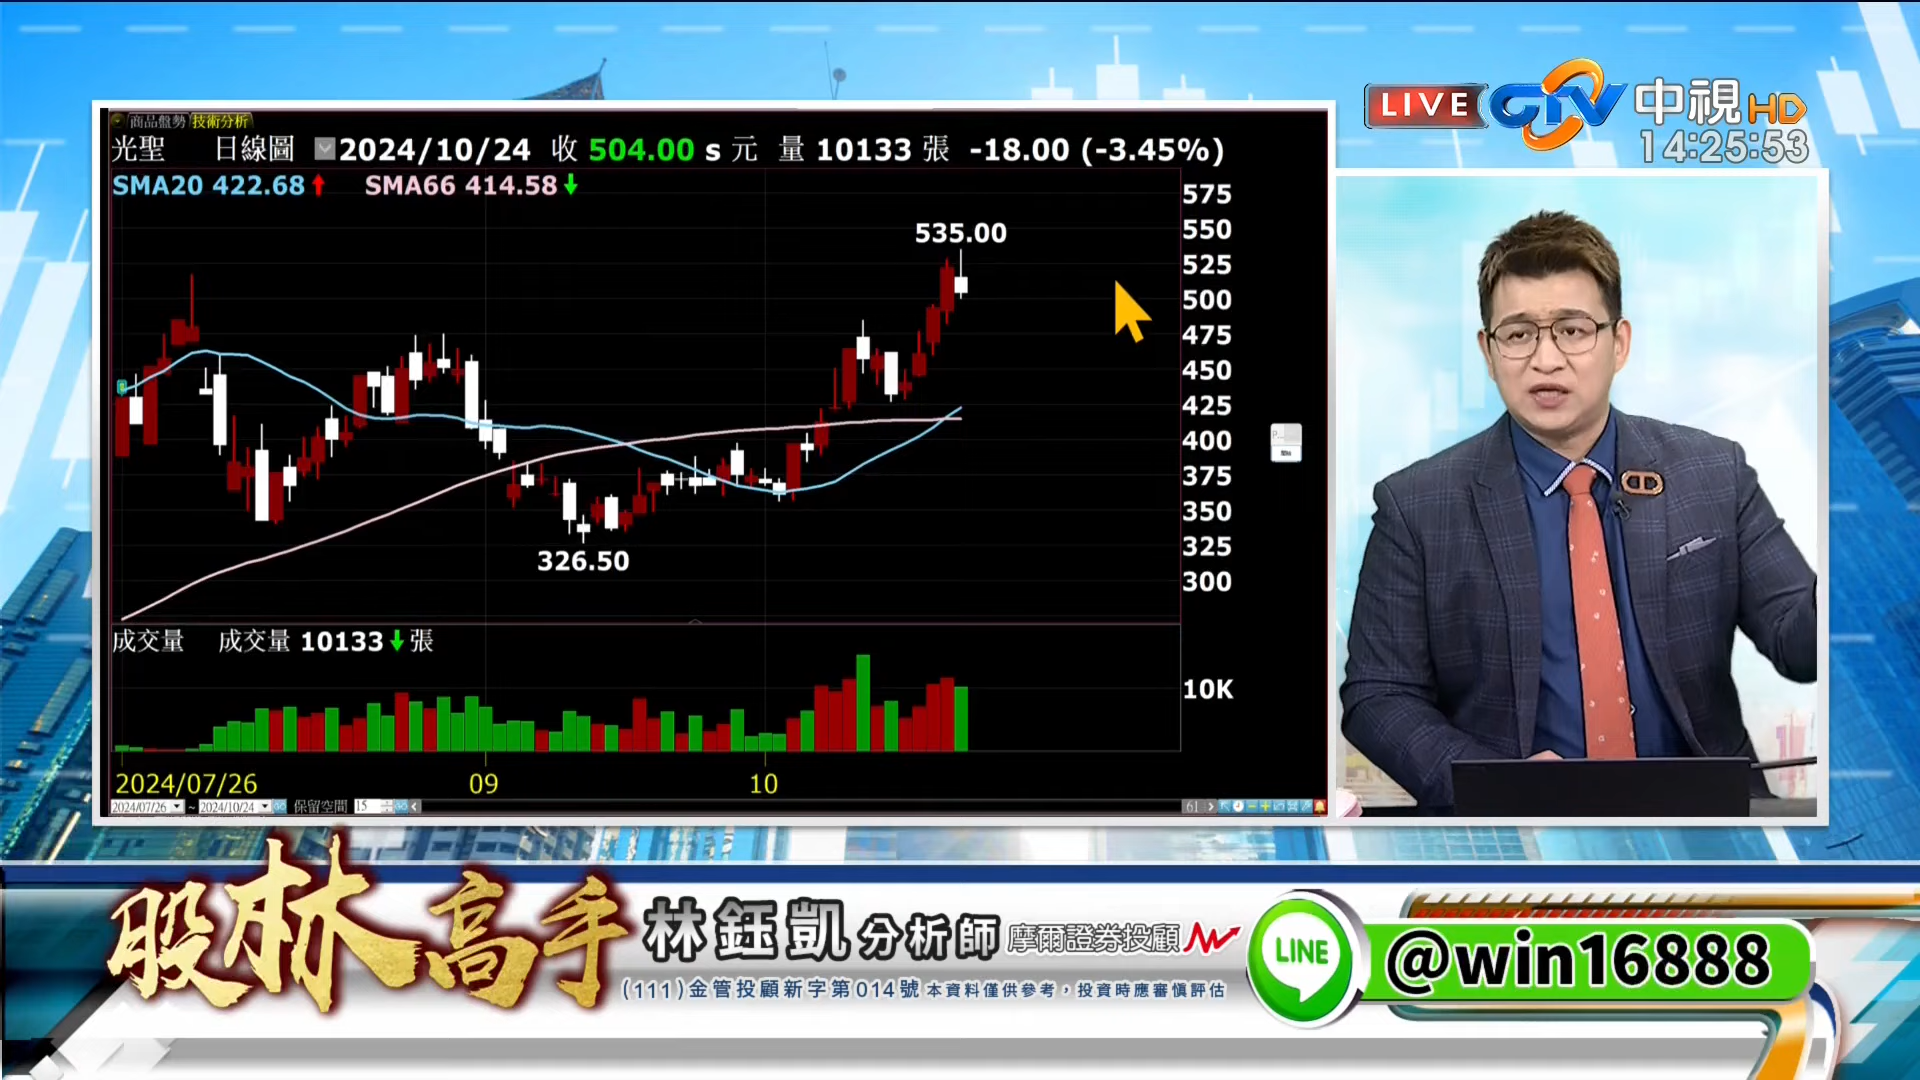 LIVE CTV 中視 HD
14:25:53
商品盤勢 技術分析
光聖 日線圖 2024/10/24 收 504.00 s 元 量 10133 張 -18.00 (-3.45%)
SMA20 422.68 SMA66 414.58
575
550
525
500
475
450
425
400
375
350
325
300
535.00
326.50
成交量 成交量 10133 張
10K
2024/07/26 09 10
2024/07/26 ~ 2024/10/24 保留空間 15 61
股林高手
林鈺凱 分析師 摩爾證券投顧
(111)金管投顧新字第014號 本資料僅供參考,投資時應審慎評估
LINE @win16888